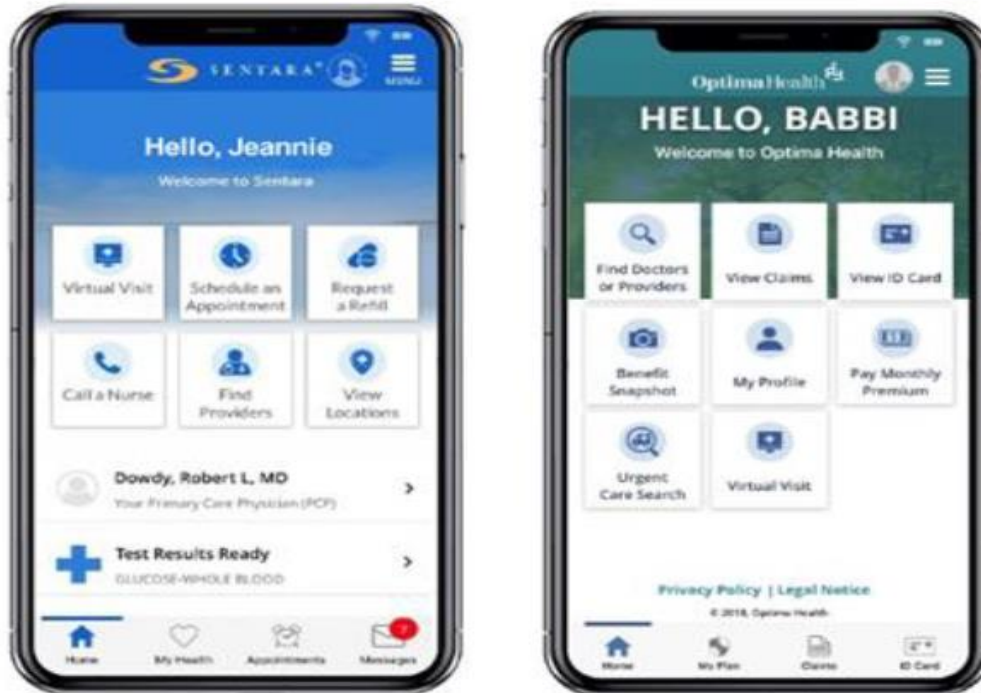 SENTARA®
MENU
Hello, Jeannie
Welcome to Sentara
Virtual Visit
Schedule an
Appointment
Request
a Refill
Call a Nurse
Find
Providers
View
Locations
Dowdy, Robert L, MD
Your Primary Care Physician (PCP)
Test Results Ready
GLUCOSE-WHOLE BLOOD
Home
My Health
Appointments
7
Messages
OptimaHealth
HELLO, BABBI
Welcome to Optima Health
Find Doctors
or Providers
View Claims
View ID Card
Benefit
Snapshot
My Profile
Pay Monthly
Premium
Urgent
Care Search
Virtual Visit
Privacy Policy | Legal Notice
© 2018, Optima Health
Home
My Plan
Claims
ID Card